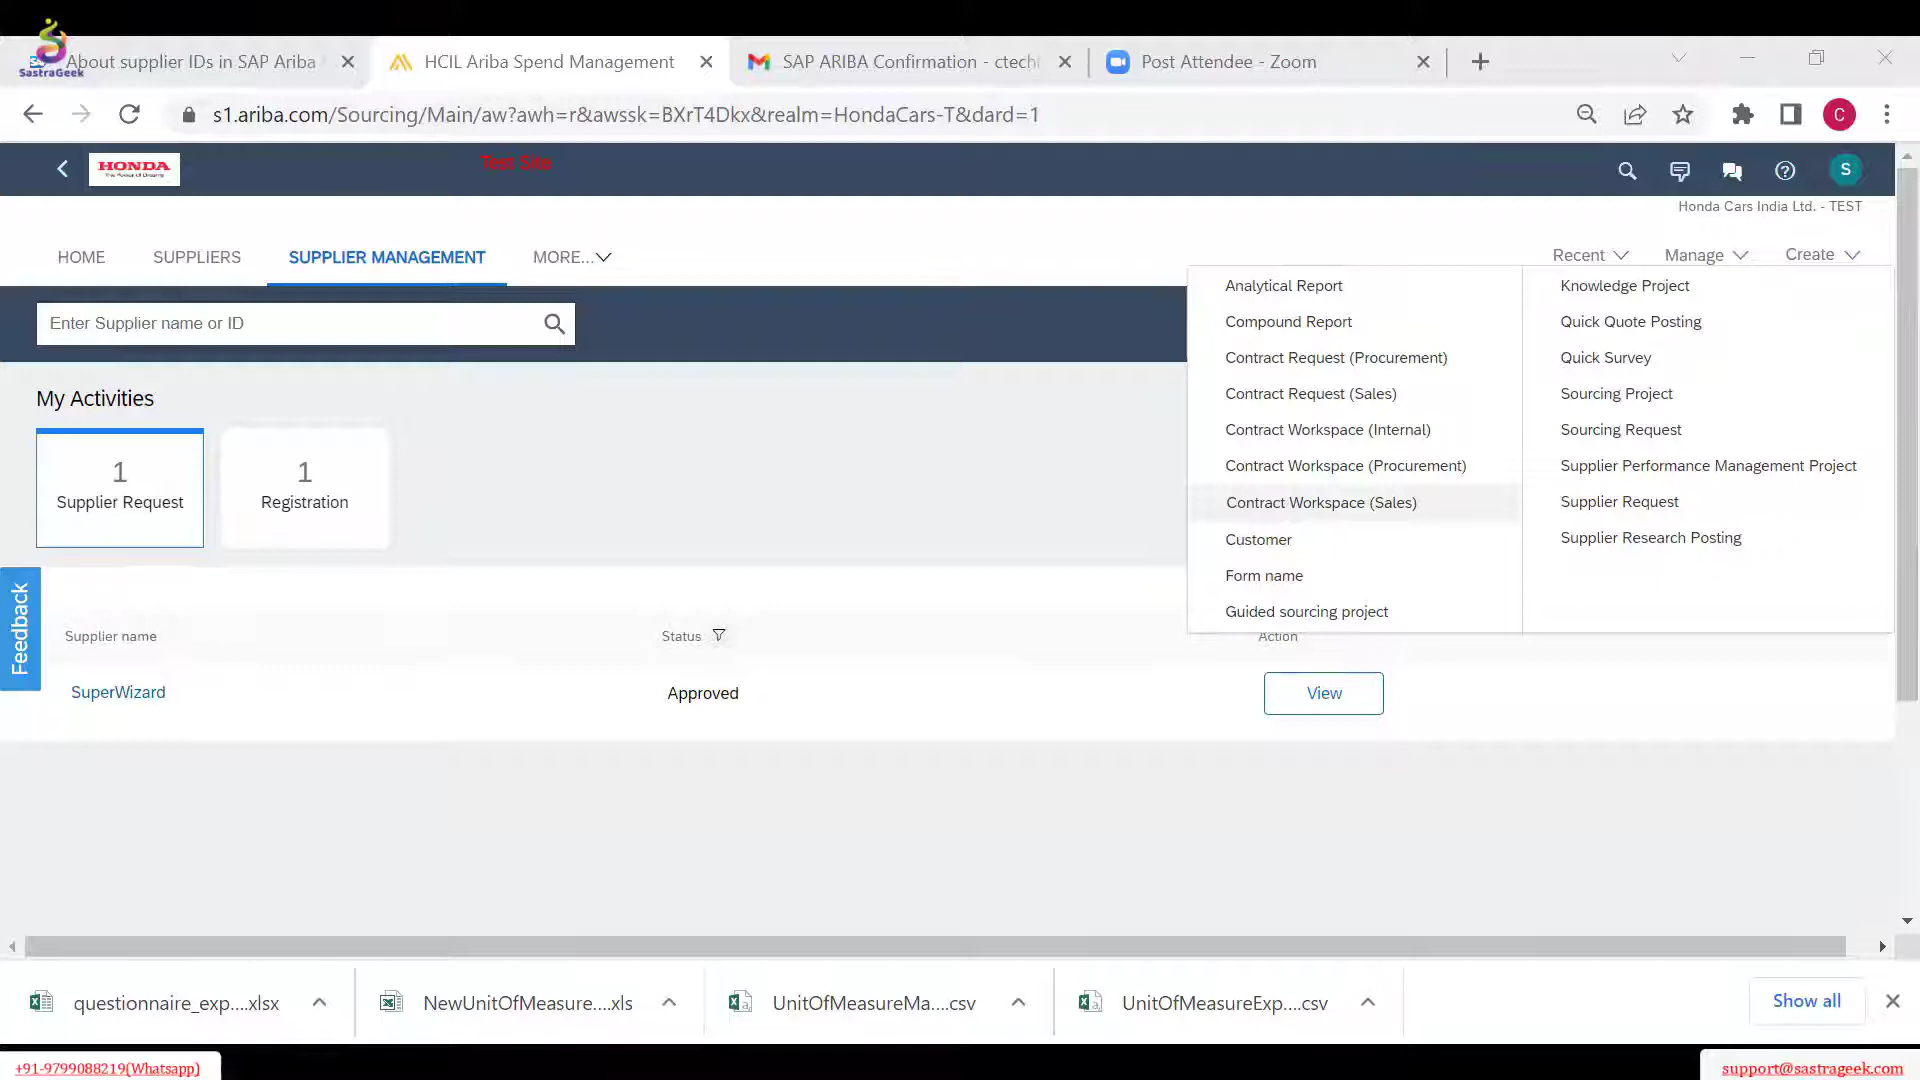 SastraGeek
About supplier IDs in SAP Ariba
HCIL Ariba Spend Management
SAP ARIBA Confirmation - ctech
Post Attendee - Zoom
s1.ariba.com/Sourcing/Main/aw?awh=r&awssk=BXrT4Dkx&realm=HondaCars-T&dard=1
C
HONDA
The Power of Dreams
Test Site
S
Honda Cars India Ltd. - TEST
HOME
SUPPLIERS
SUPPLIER MANAGEMENT
MORE...
Recent
Manage
Create
Enter Supplier name or ID
Analytical Report
Compound Report
Contract Request (Procurement)
Contract Request (Sales)
Contract Workspace (Internal)
Contract Workspace (Procurement)
Contract Workspace (Sales)
Customer
Form name
Guided sourcing project
Knowledge Project
Quick Quote Posting
Quick Survey
Sourcing Project
Sourcing Request
Supplier Performance Management Project
Supplier Request
Supplier Research Posting
My Activities
1
Supplier Request
1
Registration
Feedback
Supplier name
Status
Action
SuperWizard
Approved
View
questionnaire_exp....xlsx
NewUnitOfMeasure....xls
UnitOfMeasureMa....csv
UnitOfMeasureExp....csv
Show all
+91-9799088219(Whatsapp)
support@sastrageek.com